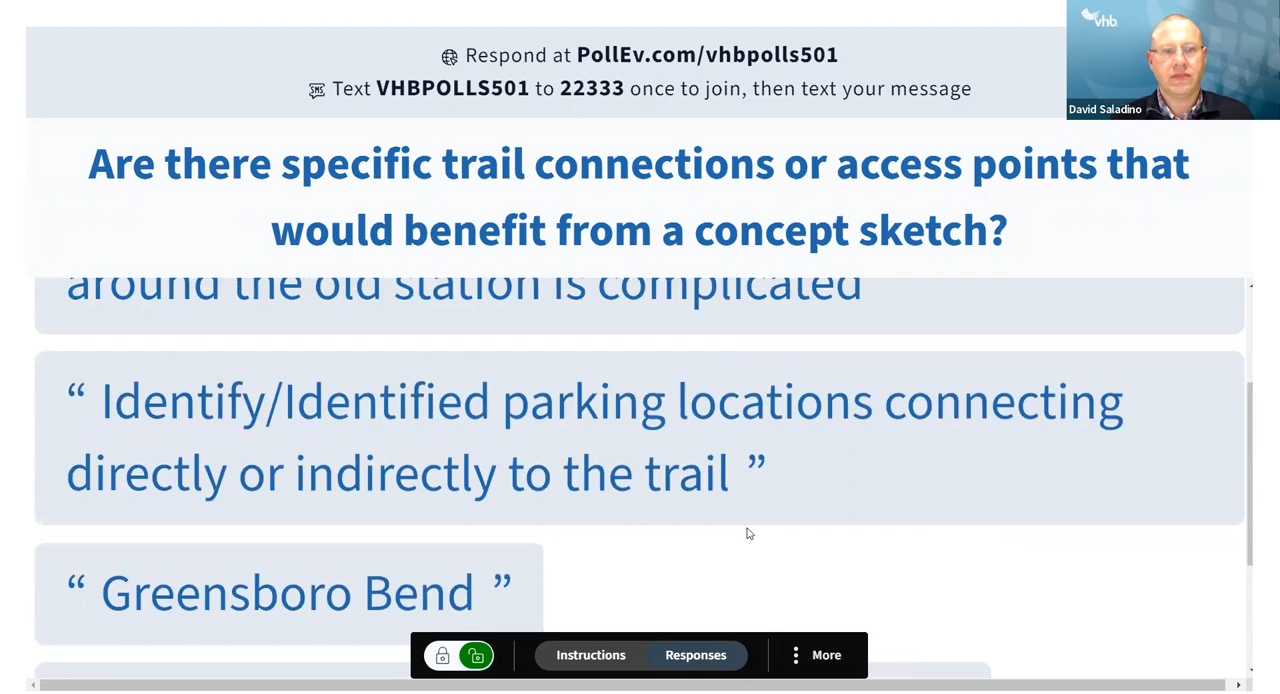 Respond at PollEv.com/vhbpolls501
Text VHBPOLLS501 to 22333 once to join, then text your message
vhb
David Saladino
Are there specific trail connections or access points that
would benefit from a concept sketch?
around the old station is complicated
“ Identify/Identified parking locations connecting
directly or indirectly to the trail ”
“ Greensboro Bend ”
Instructions
Responses
More